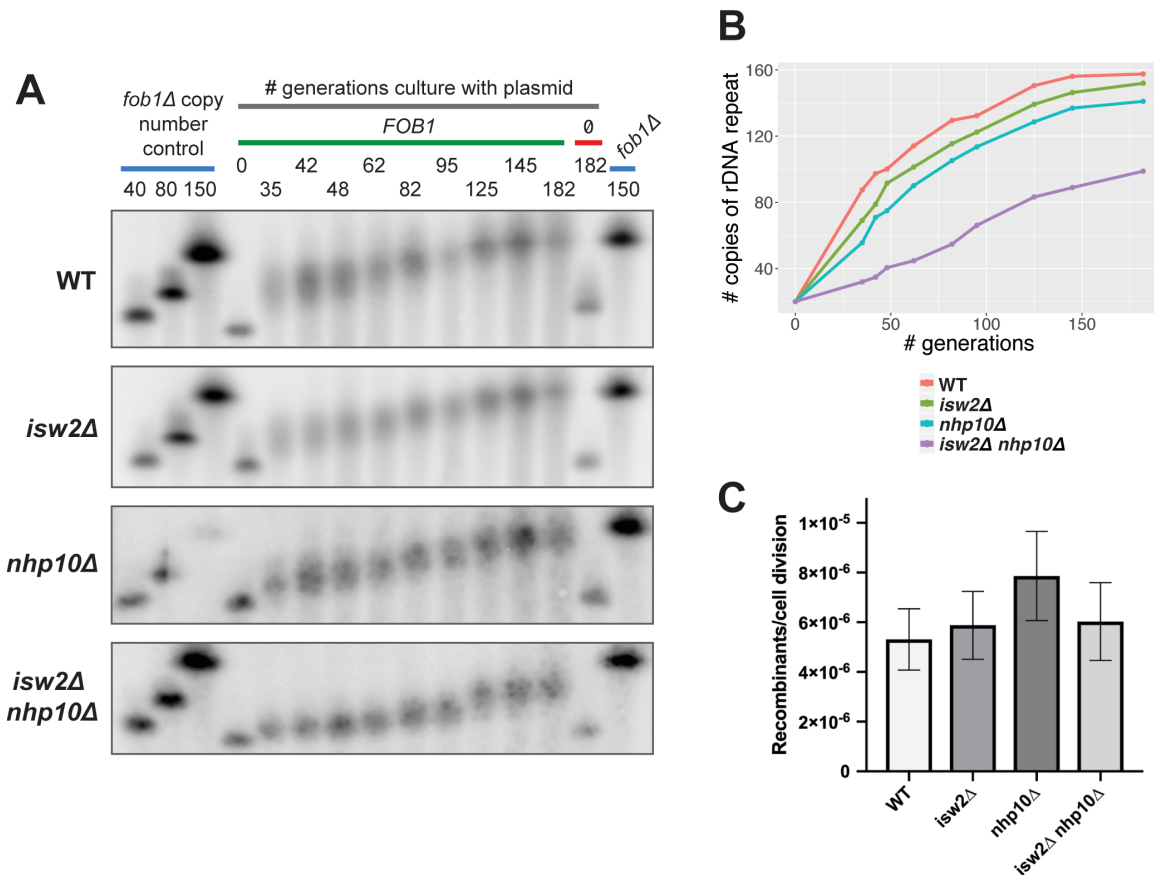 A
fob1Δ copy
number
control
# generations culture with plasmid
FOB1
0
fob1Δ
40 80 150
0 42 62 95 145 182
35 48 82 125 182 150
WT
isw2Δ
nhp10Δ
isw2Δ
nhp10Δ
B
# copies of rDNA repeat
160
120
80
40
0 50 100 150
# generations
WT
isw2Δ
nhp10Δ
isw2Δ nhp10Δ
C
Recombinants/cell division
1×10-5
8×10-6
6×10-6
4×10-6
2×10-6
0
WT
isw2Δ
nhp10Δ
isw2Δ nhp10Δ